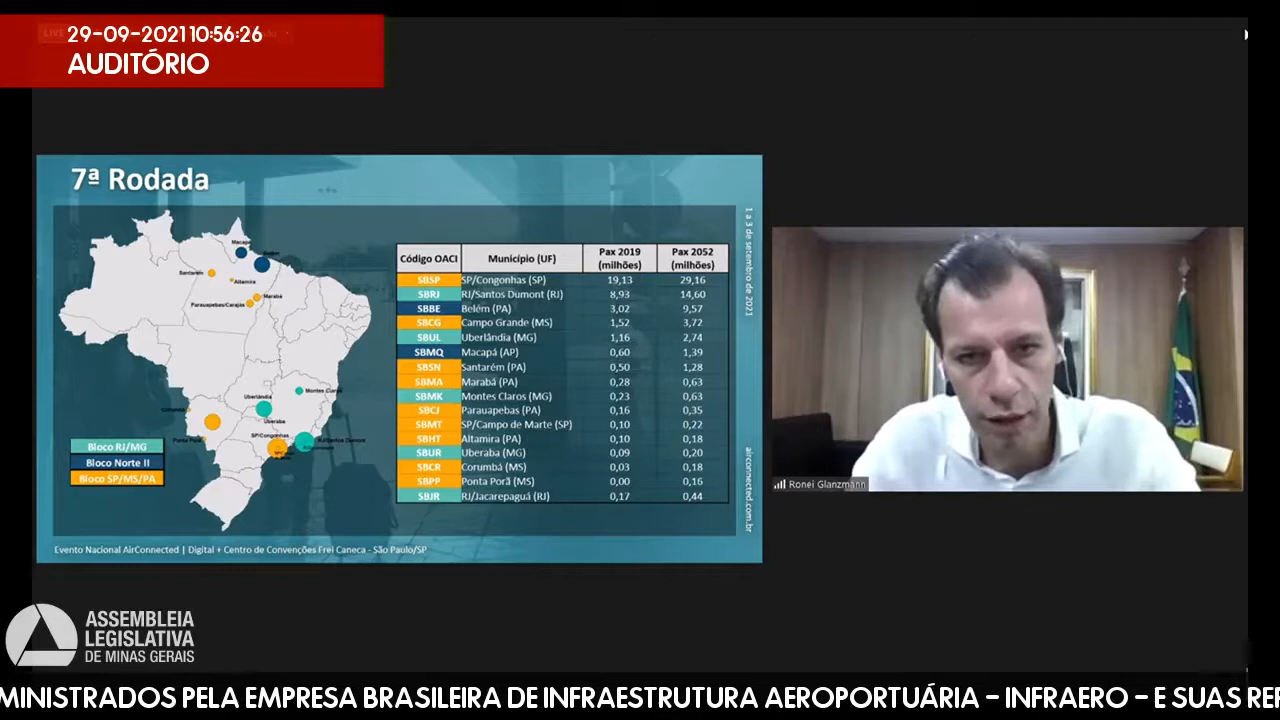 29-09-2021 10:56:26
AUDITÓRIO
7ª Rodada
Macapá
Santarém
Altamira
Marabá
Parauapebas/Carajás
Montes Claros
Uberlândia
Uberaba
Corumbá
Ponta Porã
SP/Congonhas
RJ/Santos Dumont
Bloco RJ/MG
Bloco Norte II
Bloco SP/MS/PA
Código OACI Município (UF) Pax 2019 (milhões) Pax 2052 (milhões)
SBSP SP/Congonhas (SP) 19,13 29,16
SBRJ RJ/Santos Dumont (RJ) 8,93 14,60
SBBE Belém (PA) 3,02 9,57
SBCG Campo Grande (MS) 1,52 3,72
SBUL Uberlândia (MG) 1,16 2,74
SBMQ Macapá (AP) 0,60 1,39
SBSN Santarém (PA) 0,50 1,28
SBMA Marabá (PA) 0,28 0,63
SBMK Montes Claros (MG) 0,23 0,63
SBCJ Parauapebas (PA) 0,16 0,35
SBMT SP/Campo de Marte (SP) 0,10 0,22
SBHT Altamira (PA) 0,10 0,18
SBUR Uberaba (MG) 0,09 0,20
SBCR Corumbá (MS) 0,03 0,18
SBPP Ponta Porã (MS) 0,00 0,16
SBJR RJ/Jacarepaguá (RJ) 0,17 0,44
1 a 3 de setembro de 2021
airconnected.com.br
Evento Nacional AirConnected | Digital + Centro de Convenções Frei Caneca - São Paulo/SP
Ronei Glanzmann
ASSEMBLEIA
LEGISLATIVA
DE MINAS GERAIS
MINISTRADOS PELA EMPRESA BRASILEIRA DE INFRAESTRUTURA AEROPORTUÁRIA - INFRAERO - E SUAS REP